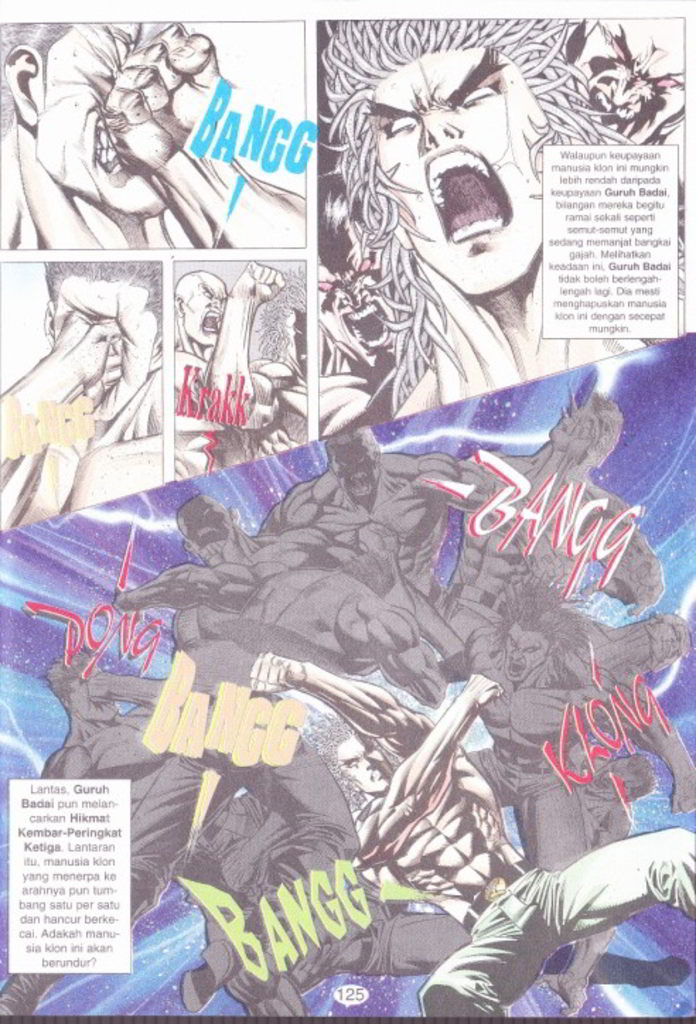 BANGG
Walaupun keupayaan
manusia klon ini mungkin
lebih rendah daripada
keupayaan Guruh Badai,
bilangan mereka begitu
ramai sekali seperti
semut-semut yang
sedang memanjat bangkai
gajah. Melihatkan
keadaan ini, Guruh Badai
tidak boleh berlengah-
lengah lagi. Dia mesti
menghapuskan manusia
klon ini dengan secepat
mungkin.
BANGG
Krakk
BANGG
DONG
BANGG
KLONG
BANGG
Lantas, Guruh
Badai pun melan-
carkan Hikmat
Kembar-Peringkat
Ketiga. Lantaran
itu, manusia klon
yang menerpa ke
arahnya pun tum-
bang satu per satu
dan hancur berke-
cai. Adakah manu-
sia klon ini akan
berundur?
125